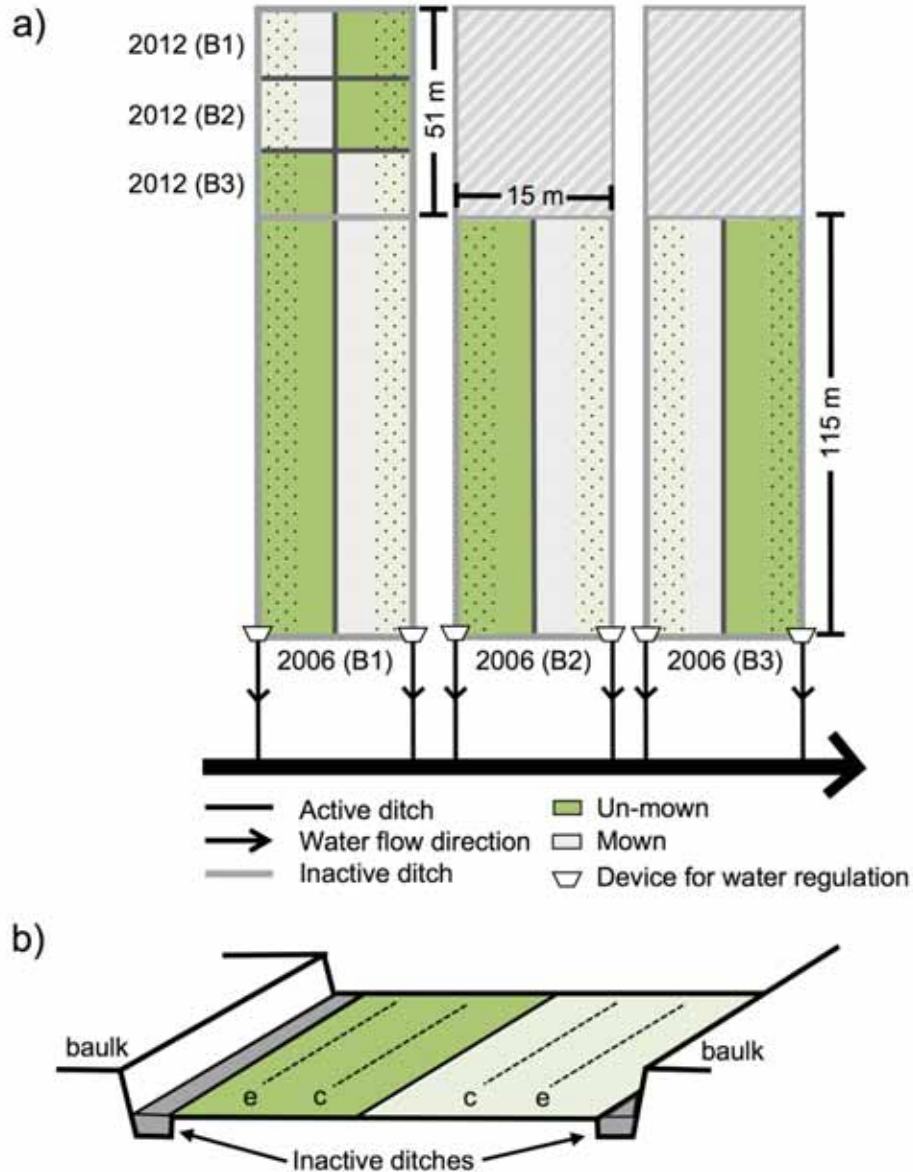 a)
2012 (B1)
2012 (B2)
2012 (B3)
51 m
15 m
115 m
2006 (B1)
2006 (B2)
2006 (B3)
Active ditch
Water flow direction
Inactive ditch
Un-mown
Mown
Device for water regulation
b)
baulk
baulk
e
c
c
e
Inactive ditches